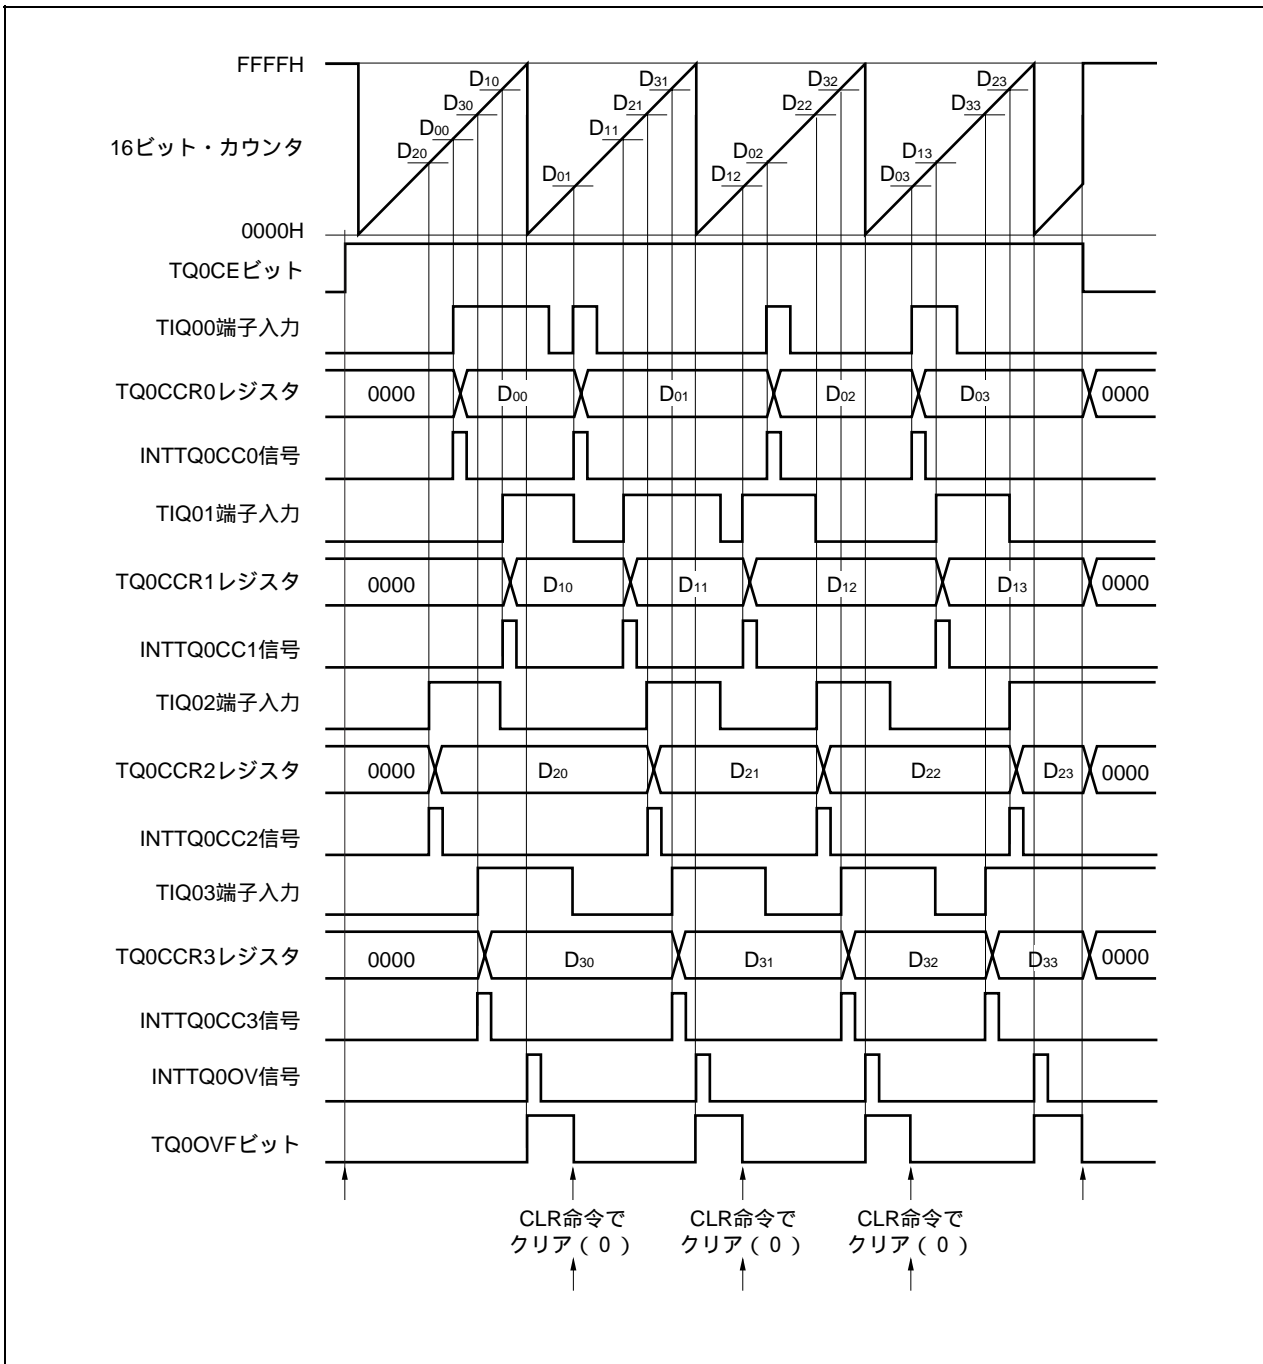 FFFFH
16ビット・カウンタ
0000H
D10
D30
D00
D20
D31
D21
D11
D01
D32
D22
D02
D12
D23
D33
D13
D03
TQ0CEビット
TIQ00端子入力
TQ0CCR0レジスタ 0000 D00 D01 D02 D03 0000
INTTQ0CC0信号
TIQ01端子入力
TQ0CCR1レジスタ 0000 D10 D11 D12 D13 0000
INTTQ0CC1信号
TIQ02端子入力
TQ0CCR2レジスタ 0000 D20 D21 D22 D23 0000
INTTQ0CC2信号
TIQ03端子入力
TQ0CCR3レジスタ 0000 D30 D31 D32 D33 0000
INTTQ0CC3信号
INTTQ0OV信号
TQ0OVFビット
CLR命令で
クリア（0）
CLR命令で
クリア（0）
CLR命令で
クリア（0）